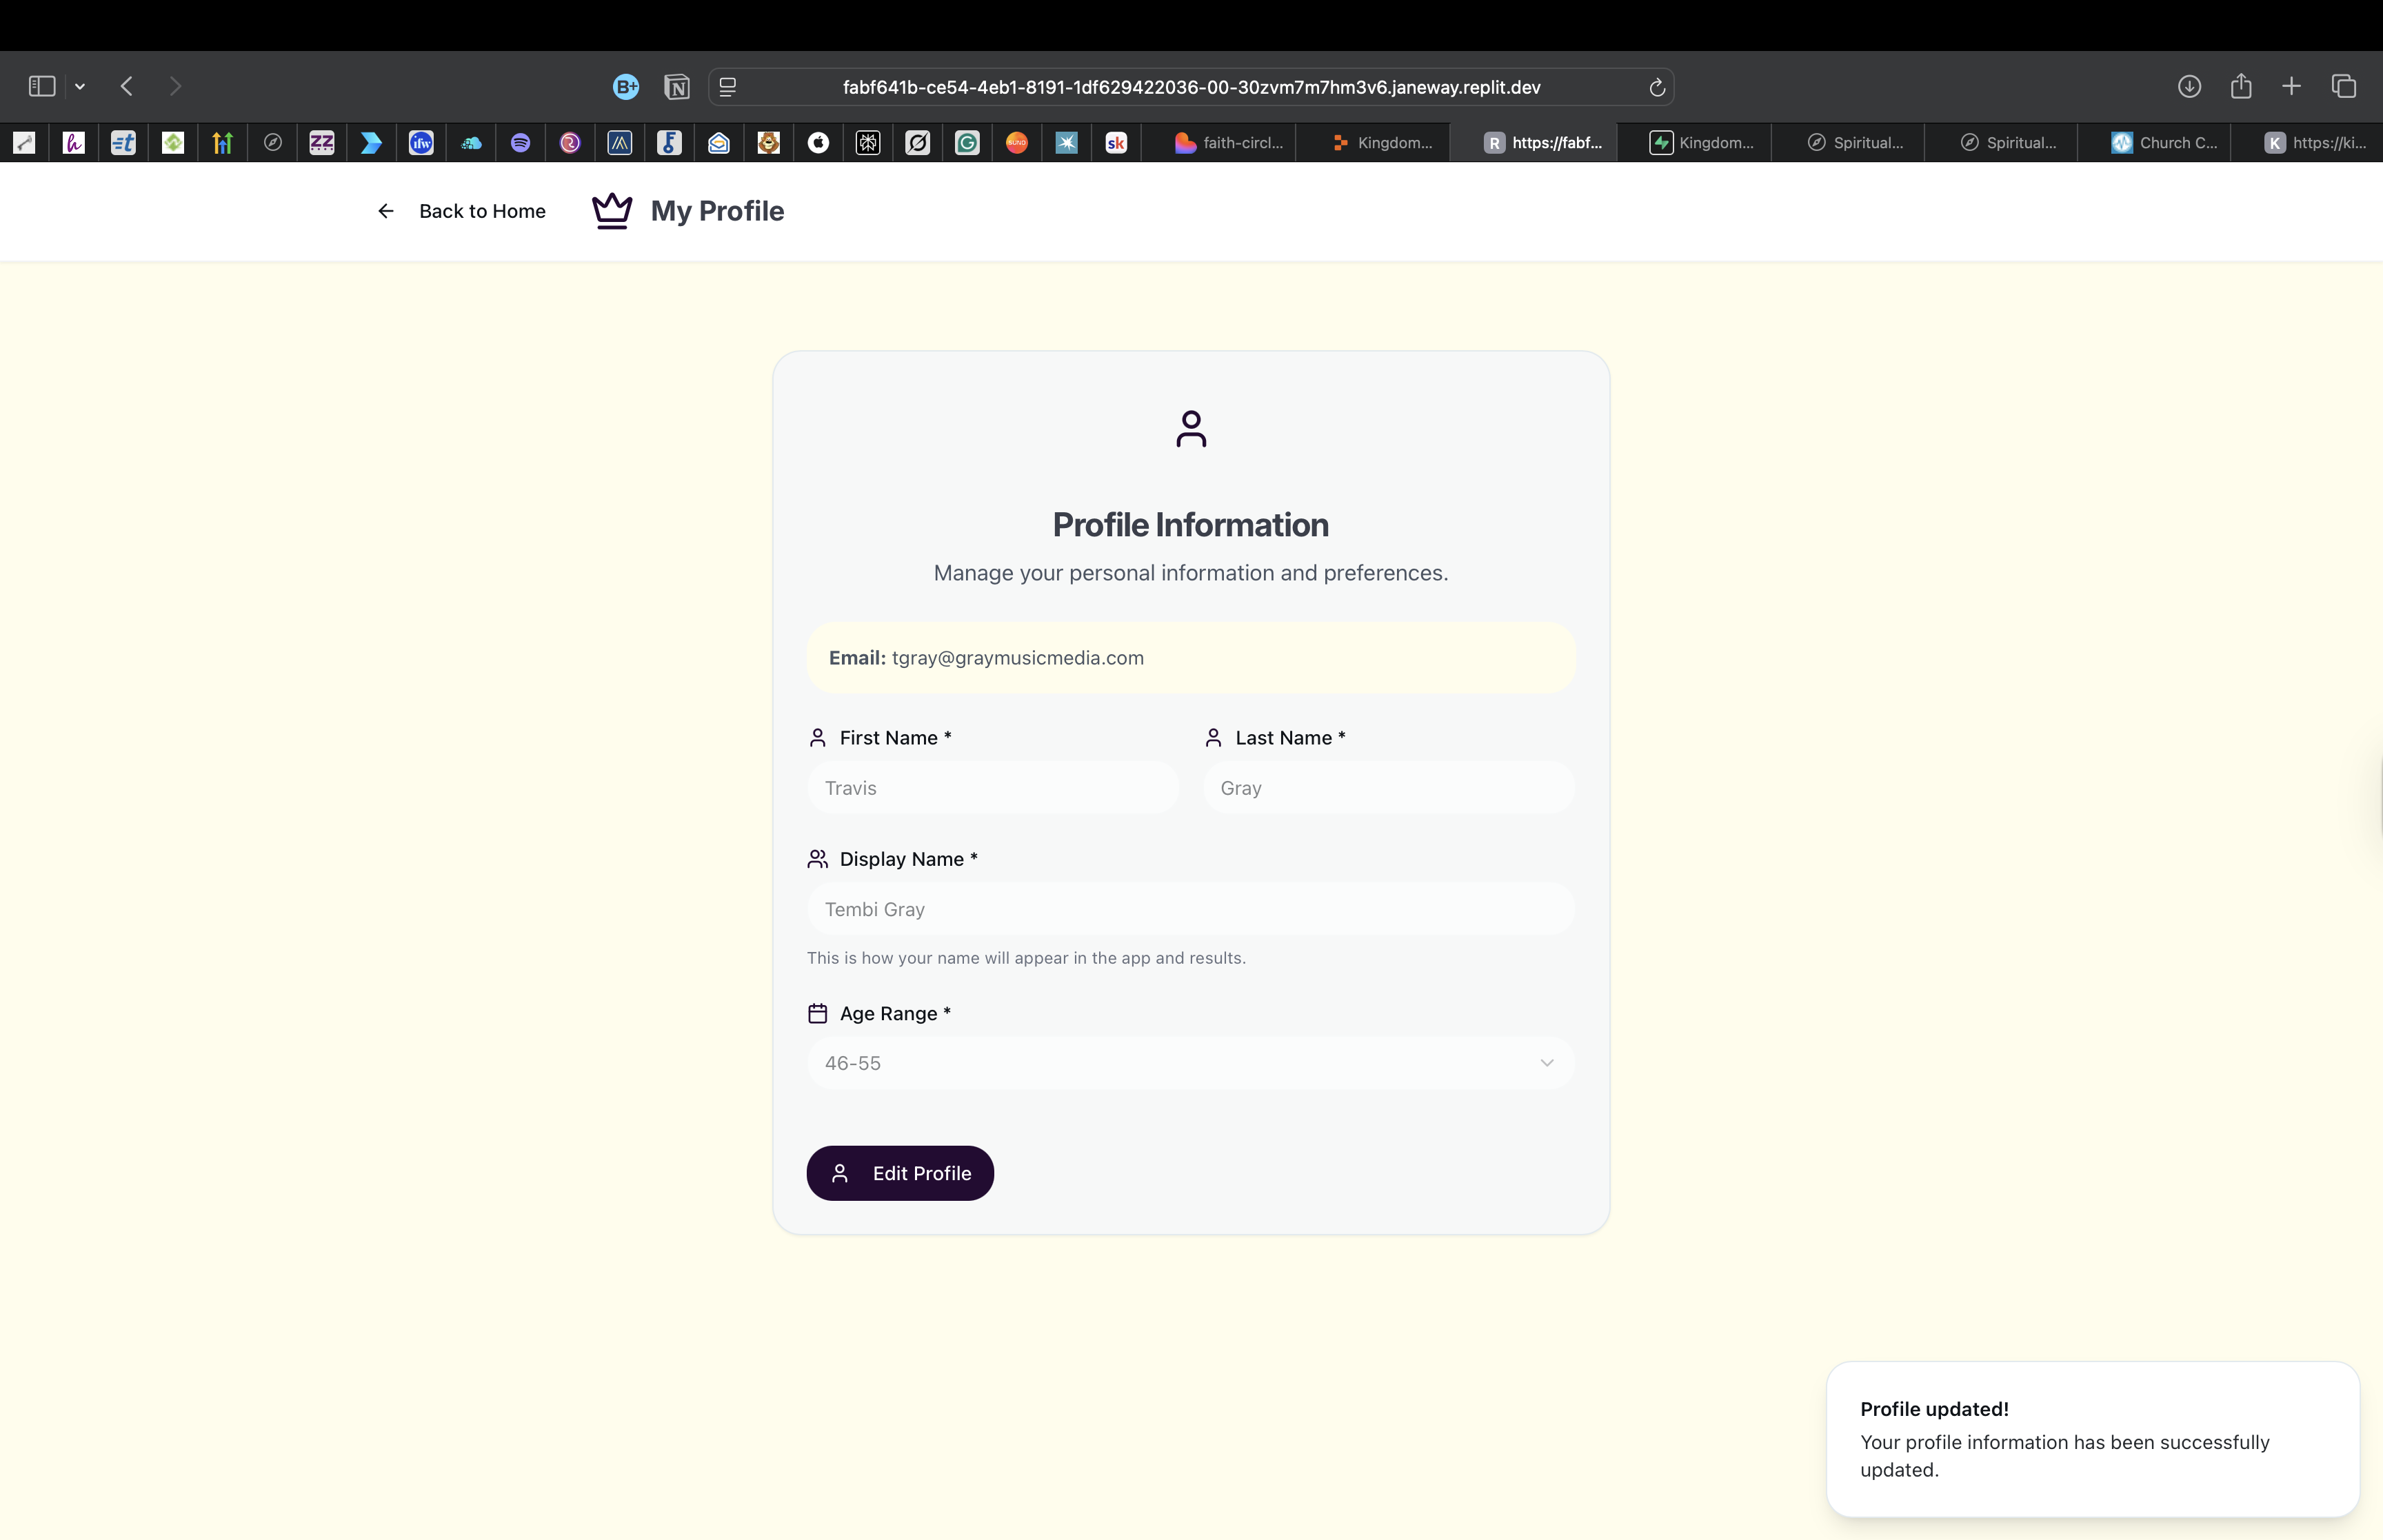 B+
fabf641b-ce54-4eb1-8191-1df629422036-00-30zvm7m7hm3v6.janeway.replit.dev
h
t
ZZ
ifw
G
sk
faith-circl...
Kingdom...
R https://fabf...
Kingdom...
Spiritual...
Spiritual...
Church C...
K https://ki...
Back to Home
My Profile
Profile Information
Manage your personal information and preferences.
Email: tgray@graymusicmedia.com
First Name *
Last Name *
Travis
Gray
Display Name *
Tembi Gray
This is how your name will appear in the app and results.
Age Range *
46-55
Edit Profile
Profile updated!
Your profile information has been successfully
updated.